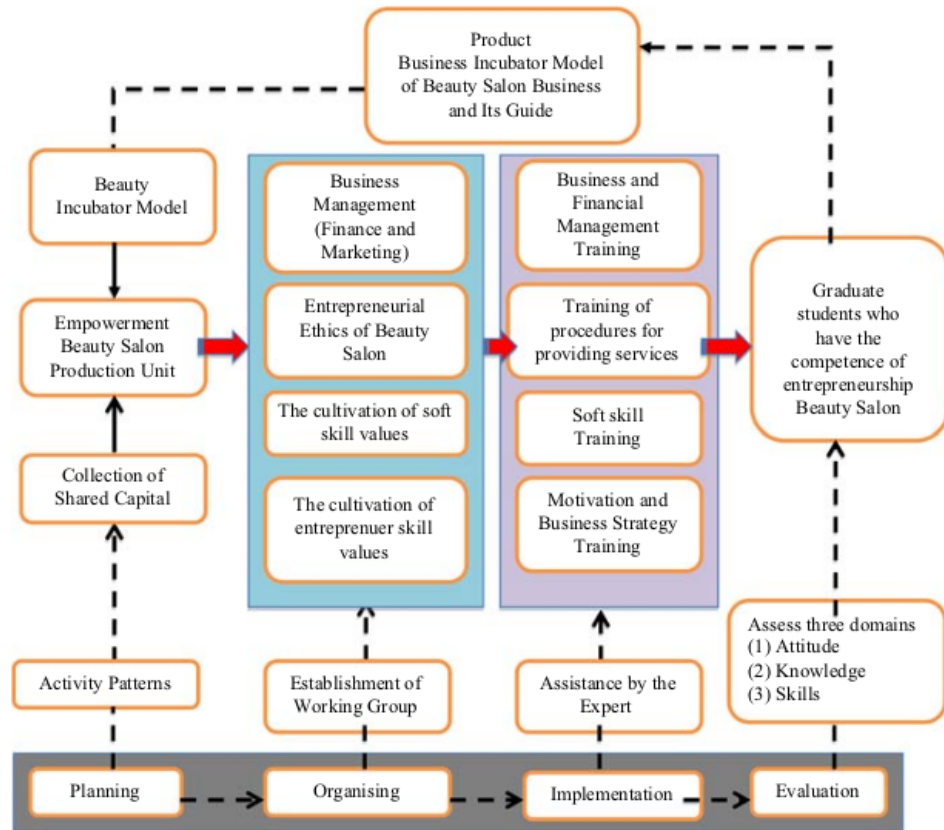 Product
Business Incubator Model
of Beauty Salon Business
and Its Guide
Beauty
Incubator Model
Empowerment
Beauty Salon
Production Unit
Collection of
Shared Capital
Activity Patterns
Business
Management
(Finance and
Marketing)
Entrepreneurial
Ethics of Beauty
Salon
The cultivation of soft
skill values
The cultivation of
entreprenuer skill
values
Establishment of
Working Group
Business and
Financial
Management
Training
Training of
procedures for
providing services
Soft skill
Training
Motivation and
Business Strategy
Training
Assistance by the
Expert
Graduate
students who
have the
competence of
entrepreneurship
Beauty Salon
Assess three domains
(1) Attitude
(2) Knowledge
(3) Skills
Planning
Organising
Implementation
Evaluation